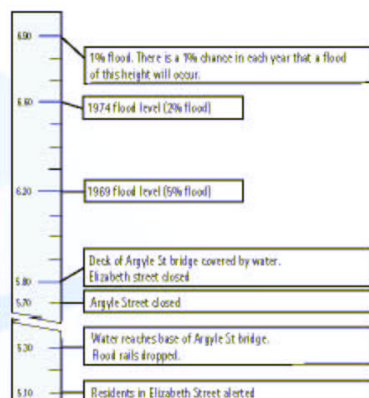 6.90
1% flood. There is a 1% chance in each year that a flood
of this height will occur.
6.60
1974 flood level (2% flood)
6.20
1969 flood level (5% flood)
Deck of Argyle St bridge covered by water.
5.80
Elizabeth street closed
5.70
Argyle Street closed
Water reaches base of Argyle St bridge.
5.30
Flood rails dropped.
5.10
Residents in Elizabeth Street alerted